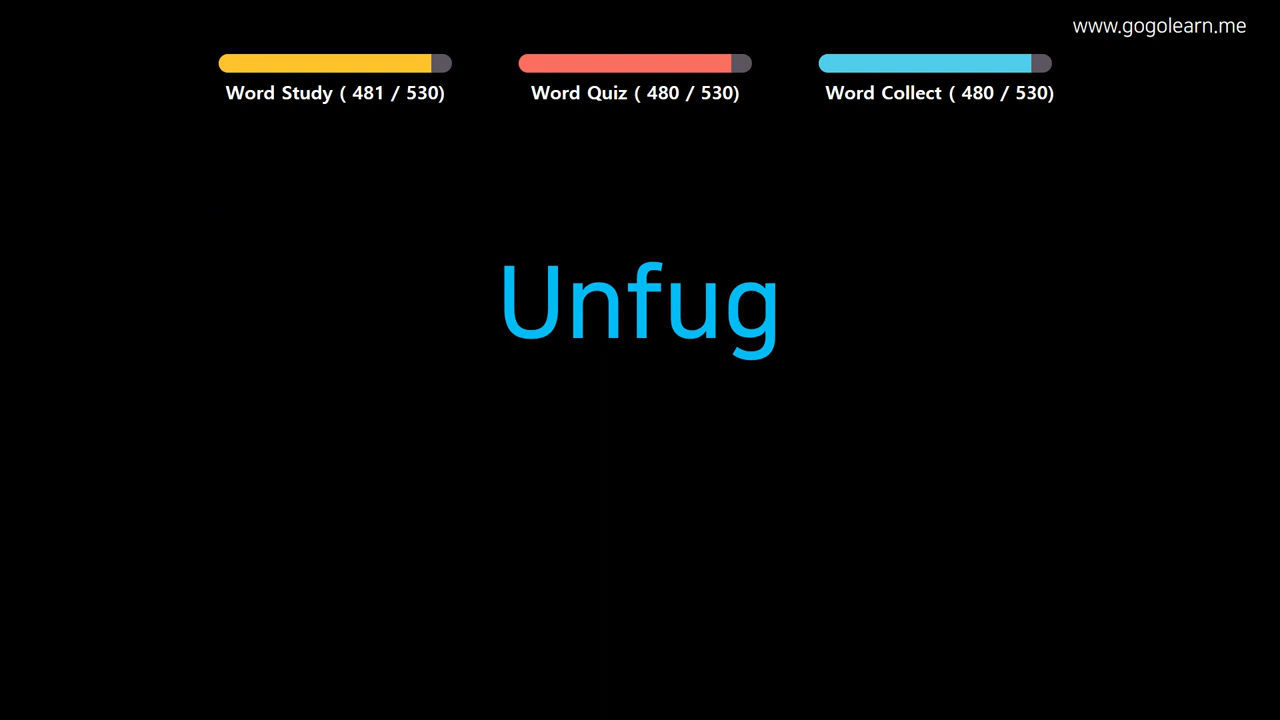 www.gogolearn.me
Word Study ( 481 / 530)
Word Quiz ( 480 / 530)
Word Collect ( 480 / 530)
Unfug